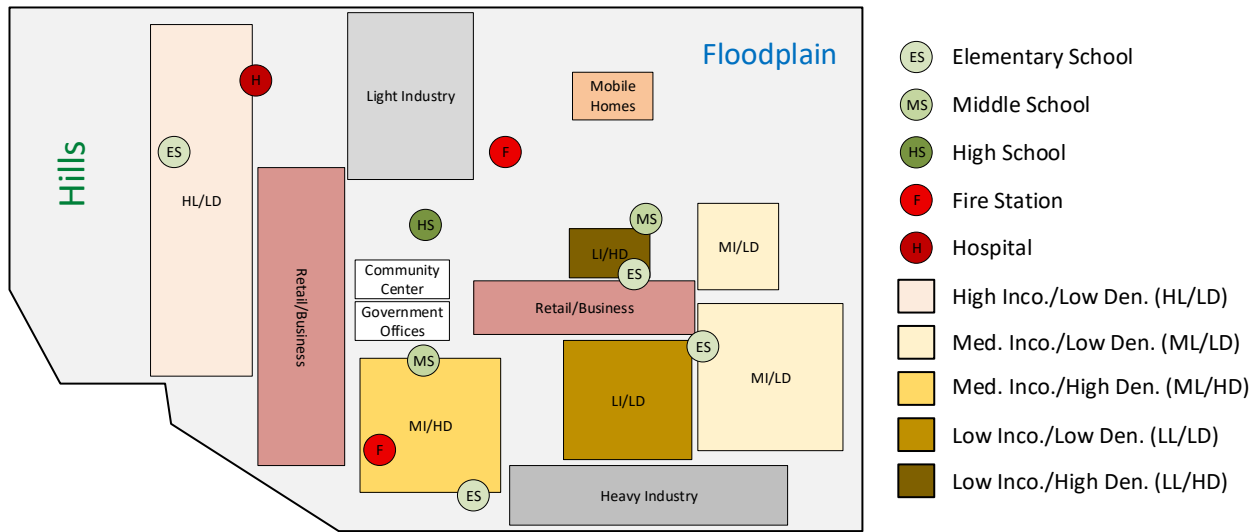 Floodplain
Hills
Light Industry
Mobile
Homes
H
ES
F
HL/LD
HS
MS
LI/HD
ES
MI/LD
Community
Center
Government
Offices
Retail/Business
Retail/Business
MS
ES
MI/LD
LI/LD
MI/HD
F
ES
Heavy Industry
ES Elementary School
MS Middle School
HS High School
F Fire Station
H Hospital
High Inco./Low Den. (HL/LD)
Med. Inco./Low Den. (ML/LD)
Med. Inco./High Den. (ML/HD)
Low Inco./Low Den. (LL/LD)
Low Inco./High Den. (LL/HD)